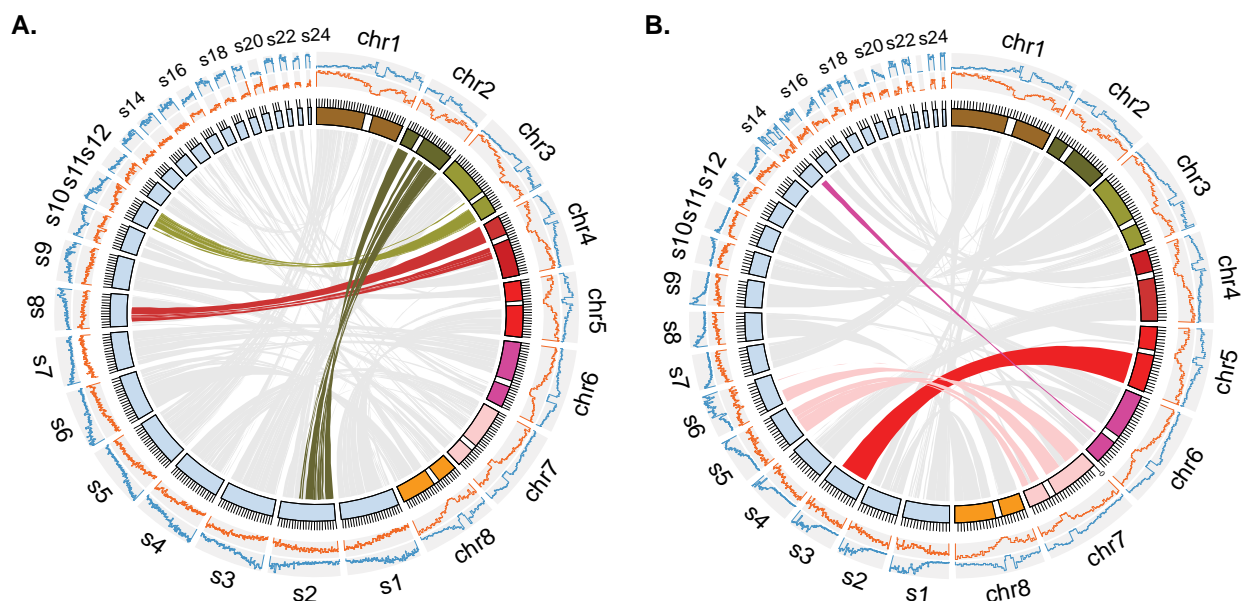 A.
s14
s16
s18
s20
s22
s24
chr1
chr2
chr3
chr4
chr5
chr6
chr7
chr8
s1
s2
s3
s4
s5
s6
s7
s8
s9
s10
s11
s12
B.
s14
s16
s18
s20
s22
s24
chr1
chr2
chr3
chr4
chr5
chr6
chr7
chr8
s1
s2
s3
s4
s5
s6
s7
s8
s9
s10
s11
s12